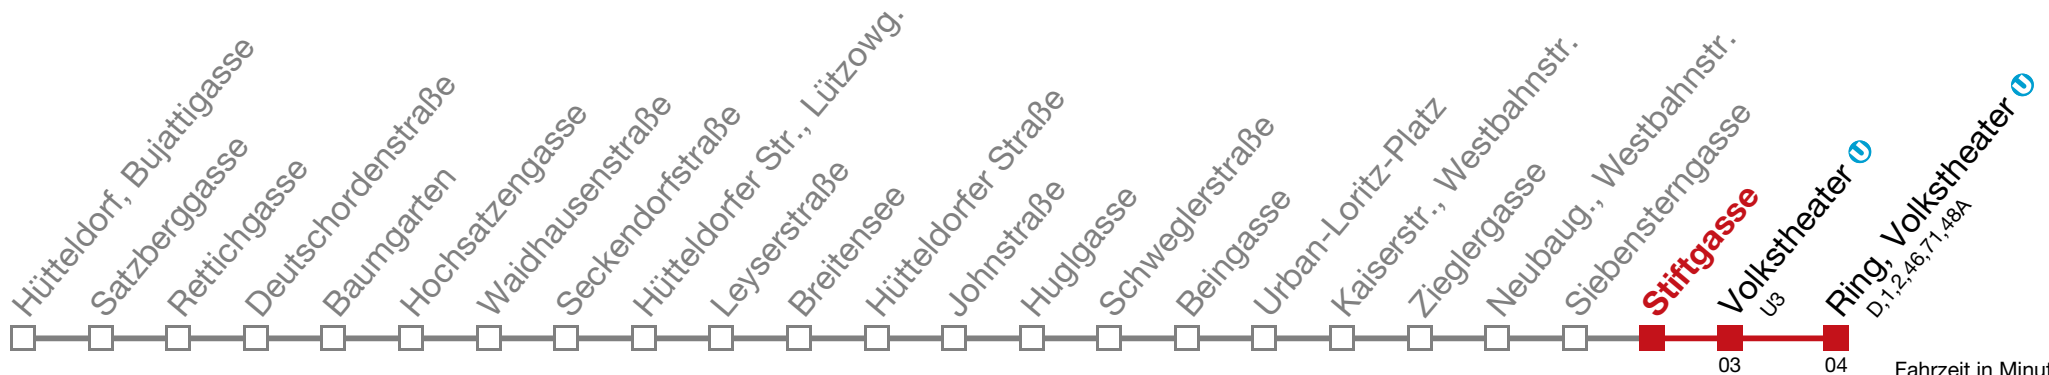 Hütteldorf, Bujattigasse
Satzberggasse
Rettichgasse
Deutschordenstraße
Baumgarten
Hochsatzengasse
Waidhausenstraße
Seckendorfstraße
Hütteldorfer Str., Lützowg.
Leyserstraße
Breitensee
Hütteldorfer Straße
Johnstraße
Huglgasse
Schweglerstraße
Beingasse
Urban-Loritz-Platz
Kaiserstr., Westbahnstr.
Zieglergasse
Neubaug., Westbahnstr.
Siebensterngasse
Stiftgasse
Volkstheater U
U3
Ring, Volkstheater U
D,1,2,46,71,48A
03
04
Fahrzeit in